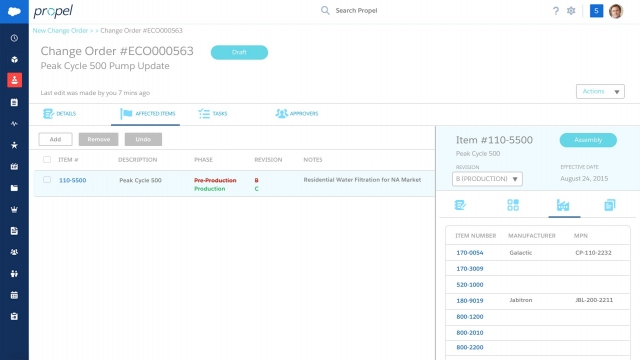 propel
Search Propel
?
S
New Change Order > > Change Order #ECO000563
Change Order #ECO000563
Draft
Peak Cycle 500 Pump Update
Last edit was made by you 7 mins ago
Actions
DETAILS
AFFECTED ITEMS
TASKS
APPROVERS
Add
Remove
Undo
ITEM # DESCRIPTION PHASE REVISION NOTES
110-5500 Peak Cycle 500 Pre-Production B Residential Water Filtration for NA Market
Production C
Item #110-5500
Assembly
Peak Cycle 500
REVISION EFFECTIVE DATE
B (PRODUCTION) August 24, 2015
ITEM NUMBER MANUFACTURER MPN
170-0054 Galactic CP-110-2232
170-3009
520-1000
180-9019 Jabitron JBL-200-2211
800-1200
800-2010
800-2200